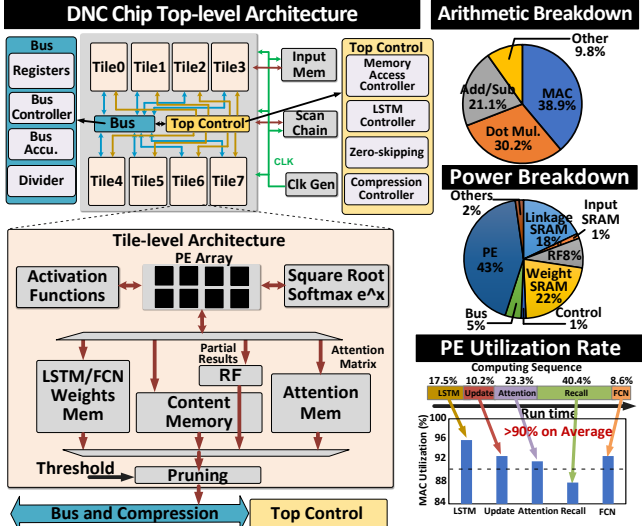 DNC Chip Top-level Architecture
Bus
Registers
Bus
Controller
Bus
Accu.
Divider
Tile0
Tile1
Tile2
Tile3
Bus
Top Control
Tile4
Tile5
Tile6
Tile7
Input
Mem
Scan
Chain
CLK
Clk Gen
Top Control
Memory
Access
Controller
LSTM
Controller
Zero-skipping
Compression
Controller
Tile-level Architecture
PE Array
Activation
Functions
Square Root
Softmax e^x
Partial
Results
Attention
Matrix
LSTM/FCN
Weights
Mem
RF
Content
Memory
Attention
Mem
Threshold
Pruning
Bus and Compression
Top Control
Arithmetic Breakdown
Other
9.8%
Add/Sub
21.1%
MAC
38.9%
Dot Mul.
30.2%
Power Breakdown
Others
2%
Linkage
SRAM
18%
Input
SRAM
1%
RF8%
PE
43%
Weight
SRAM
22%
Bus
5%
Control
1%
PE Utilization Rate
Computing Sequence
17.5% 10.2% 23.3% 40.4% 8.6%
LSTM Update Attention Recall FCN
Run time
>90% on Average
MAC Utilization (%)
100
96
92
88
84
LSTM Update Attention Recall FCN